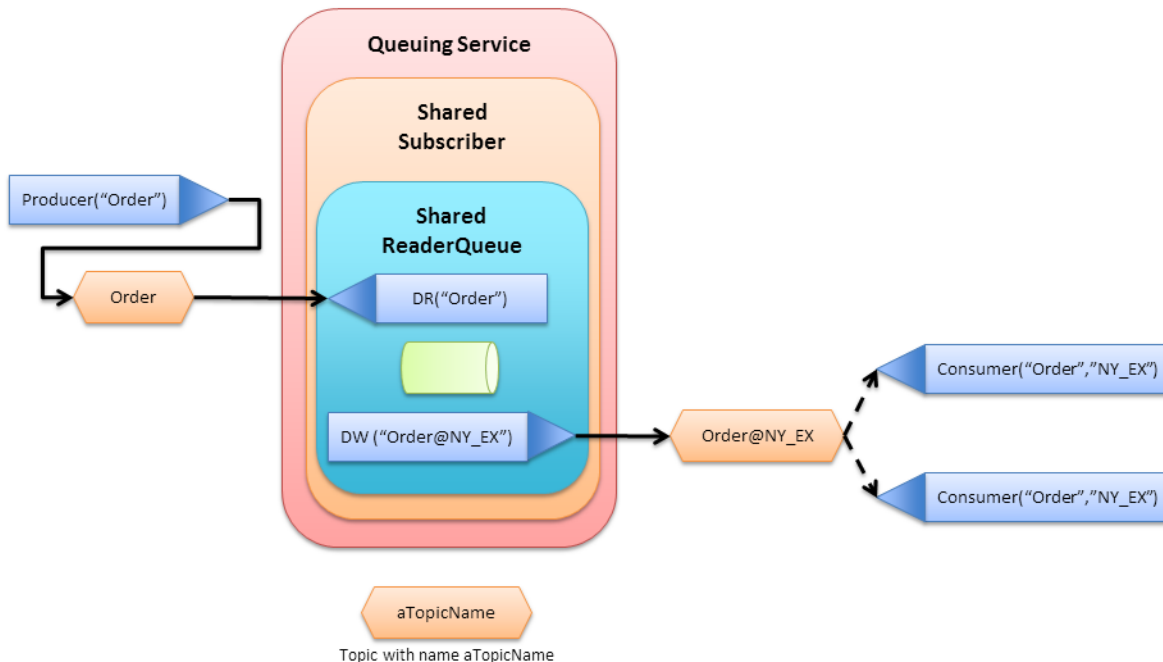 Queuing Service
Shared
Subscriber
Producer(“Order”)
Shared
ReaderQueue
Order
DR(“Order”)
Consumer(“Order”,”NY_EX”)
DW (“Order@NY_EX”)
Order@NY_EX
Consumer(“Order”,”NY_EX”)
aTopicName
Topic with name aTopicName